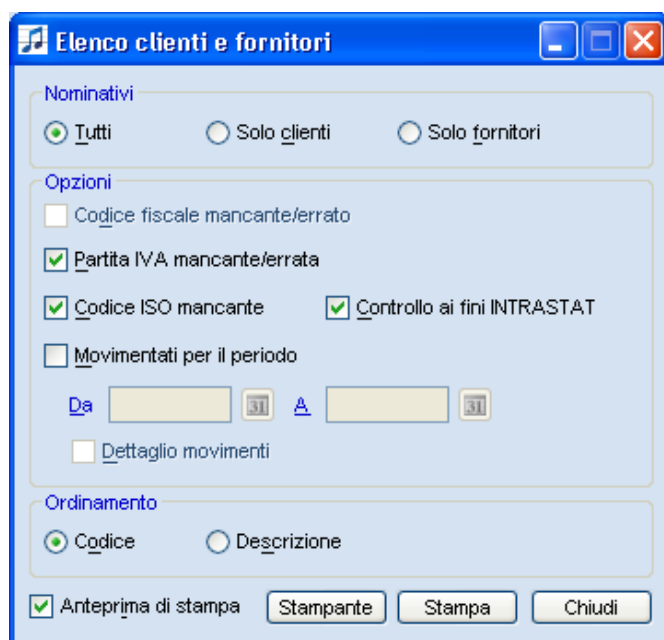 Elenco clienti e fornitori
Nominativi
Tutti Solo clienti Solo fornitori
Opzioni
Codice fiscale mancante/errato
Partita IVA mancante/errata
Codice ISO mancante Controllo ai fini INTRASTAT
Movimentati per il periodo
Da 31 A 31
Dettaglio movimenti
Ordinamento
Codice Descrizione
Anteprima di stampa Stampante Stampa Chiudi